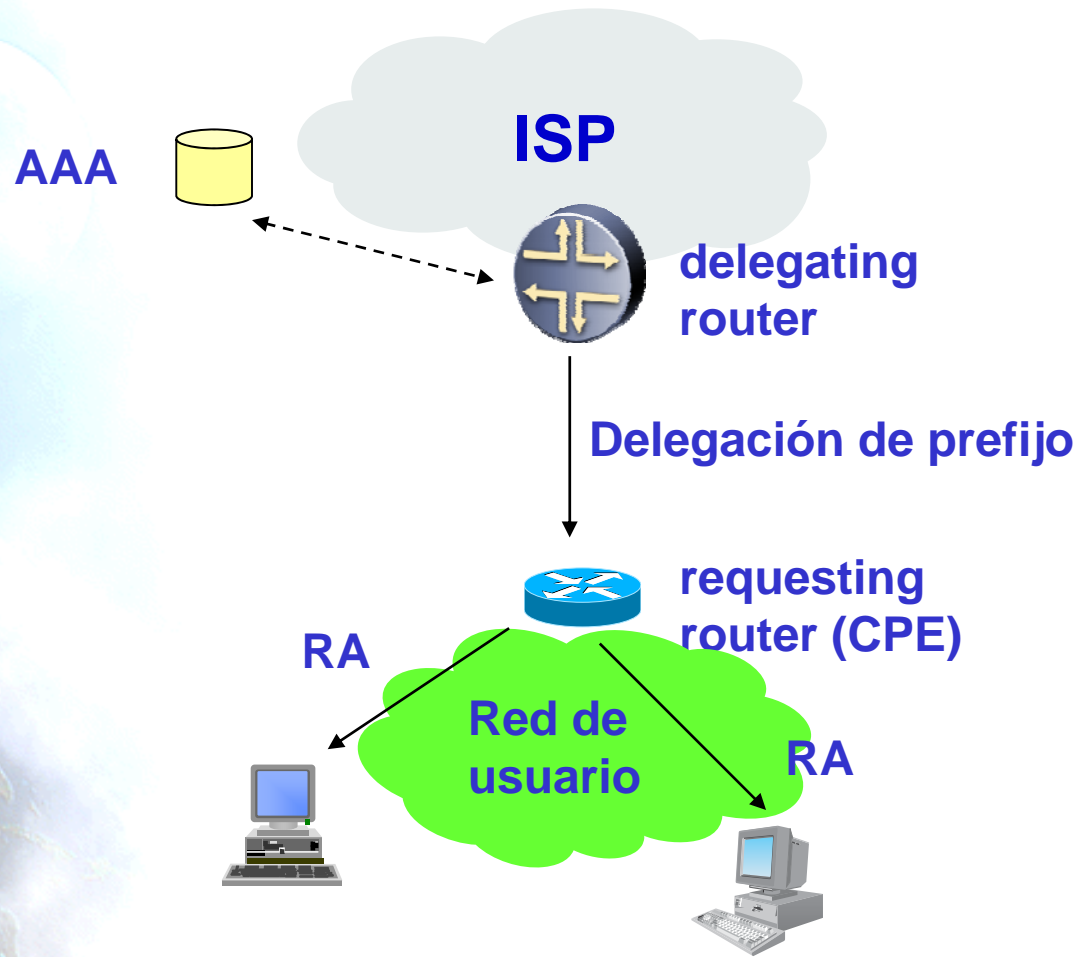 ISP
AAA
delegating
router
Delegación de prefijo
requesting
router (CPE)
RA
Red de
usuario
RA